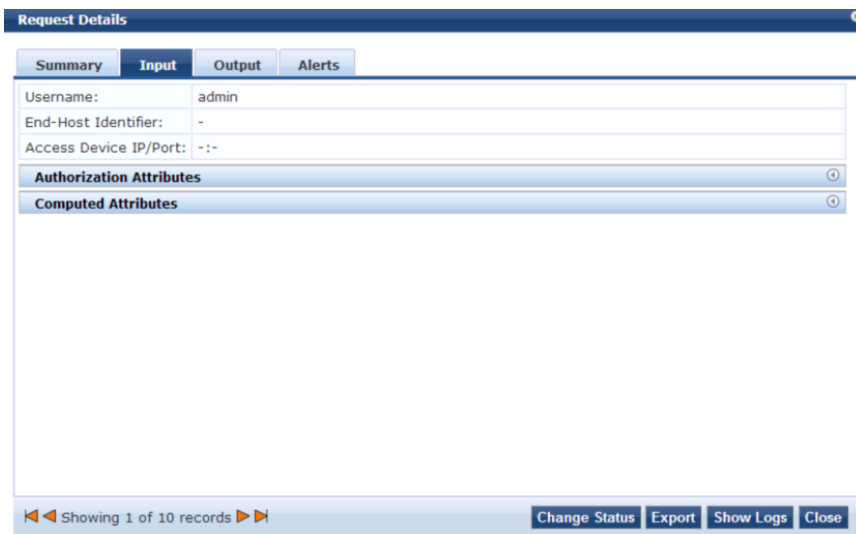 Request Details
Summary Input Output Alerts
Username: admin
End-Host Identifier: -
Access Device IP/Port: -:-
Authorization Attributes
Computed Attributes
Showing 1 of 10 records Change Status Export Show Logs Close